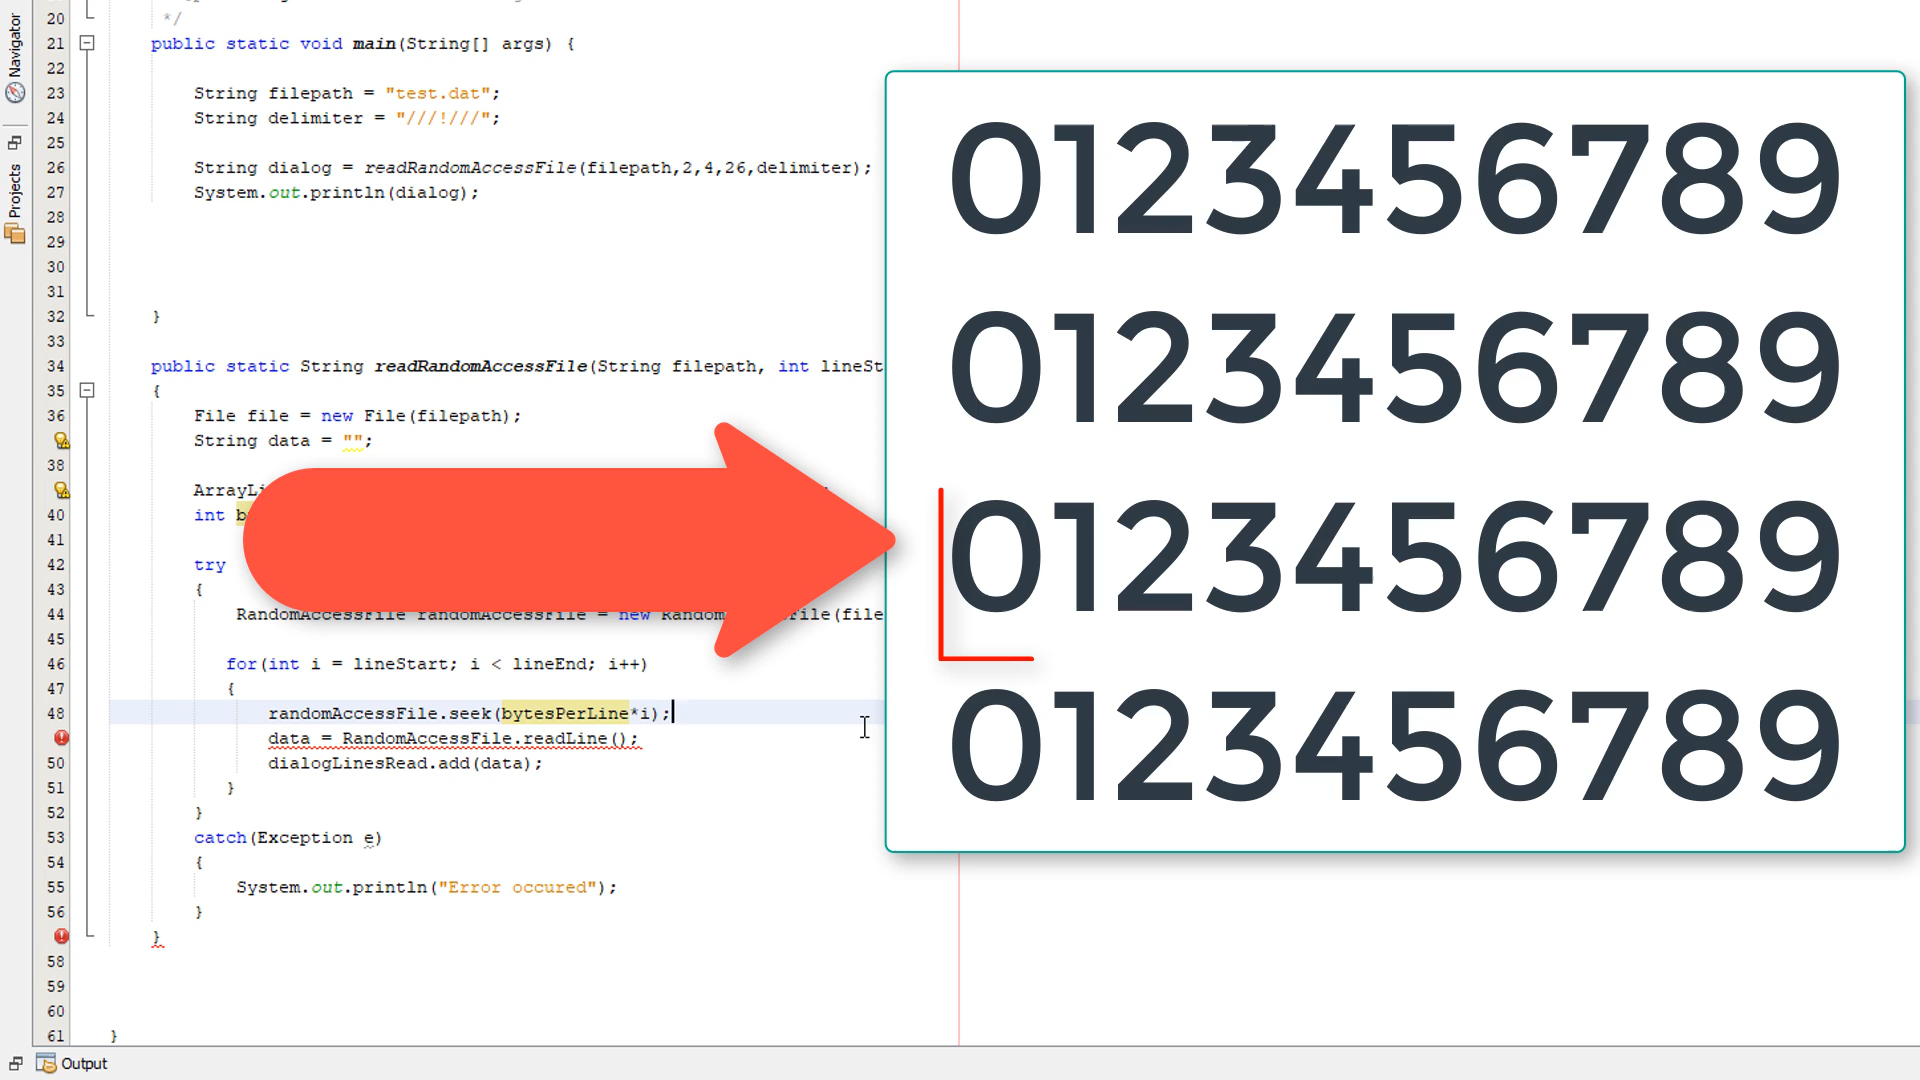 Navigator
Projects
20 */
21 public static void main(String[] args) {
22
23 String filepath = "test.dat";
24 String delimiter = "///!///";
25
26 String dialog = readRandomAccessFile(filepath,2,4,26,delimiter);
27 System.out.println(dialog);
28
29
30
31
32 }
33
34 public static String readRandomAccessFile(String filepath, int lineSt
35 {
36 File file = new File(filepath);
String data = "";
38
ArrayLi
40 int b
41
42 try
43 {
44 RandomAccessFile randomAccessFile = new Random File(file
45
46 for(int i = lineStart; i < lineEnd; i++)
47 {
48 randomAccessFile.seek(bytesPerLine*i);
data = RandomAccessFile.readLine();
50 dialogLinesRead.add(data);
51 }
52 }
53 catch(Exception e)
54 {
55 System.out.println("Error occured");
56 }
}
58
59
60
61 }
Output
0123456789
0123456789
0123456789
0123456789